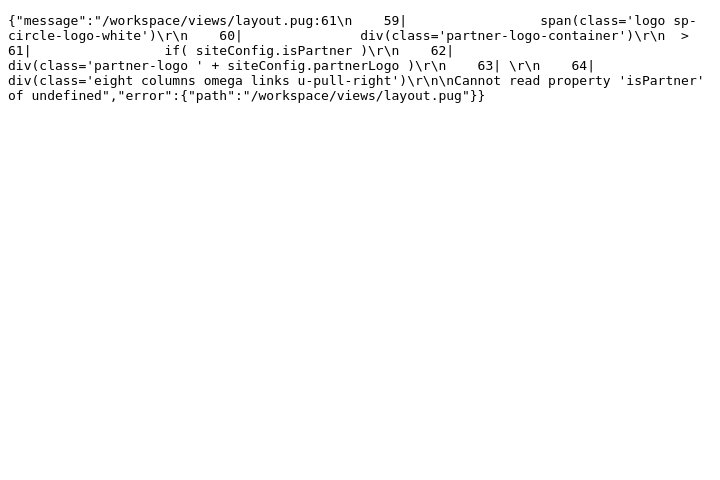 {"message":"/workspace/views/layout.pug:61\n    59|                 span(class='logo sp-
circle-logo-white')\r\n    60|               div(class='partner-logo-container')\r\n  >
61|                 if( siteConfig.isPartner )\r\n    62|
div(class='partner-logo ' + siteConfig.partnerLogo )\r\n    63| \r\n    64|
div(class='eight columns omega links u-pull-right')\r\n\r\nCannot read property 'isPartner'
of undefined","error":{"path":"/workspace/views/layout.pug"}}